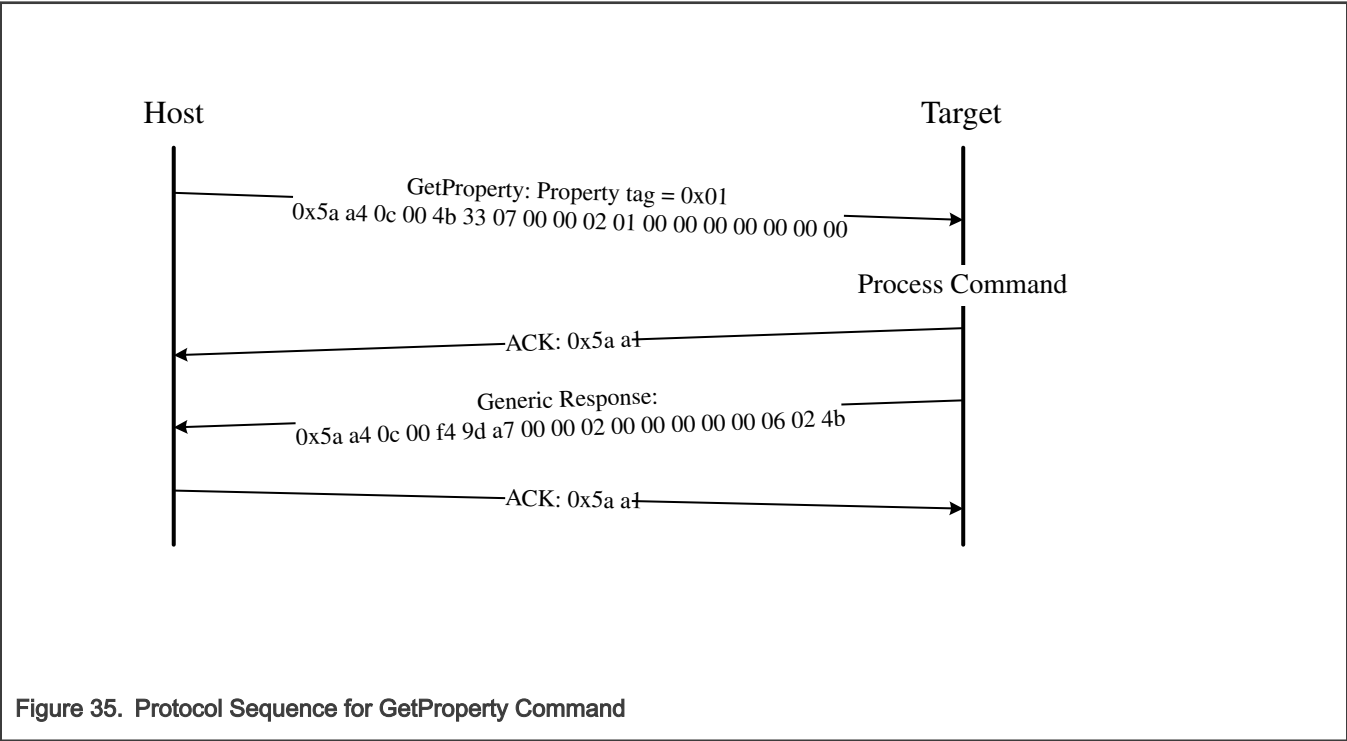 Host
Target
GetProperty: Property tag = 0x01
0x5a a4 0c 00 4b 33 07 00 00 02 01 00 00 00 00 00 00 00
Process Command
ACK: 0x5a a1
Generic Response:
0x5a a4 0c 00 f4 9d a7 00 00 02 00 00 00 00 00 06 02 4b
ACK: 0x5a a1
Figure 35. Protocol Sequence for GetProperty Command